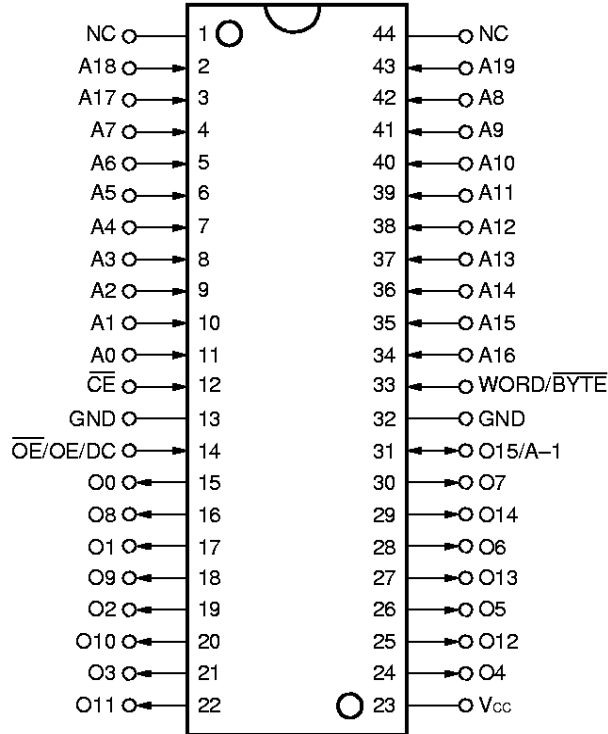 NC 1 44 NC
A18 2 43 A19
A17 3 42 A8
A7 4 41 A9
A6 5 40 A10
A5 6 39 A11
A4 7 38 A12
A3 8 37 A13
A2 9 36 A14
A1 10 35 A15
A0 11 34 A16
C̅E̅ 12 33 WORD/B̅Y̅T̅E̅
GND 13 32 GND
O̅E̅/OE/DC 14 31 O15/A−1
O0 15 30 O7
O8 16 29 O14
O1 17 28 O6
O9 18 27 O13
O2 19 26 O5
O10 20 25 O12
O3 21 24 O4
O11 22 23 Vcc